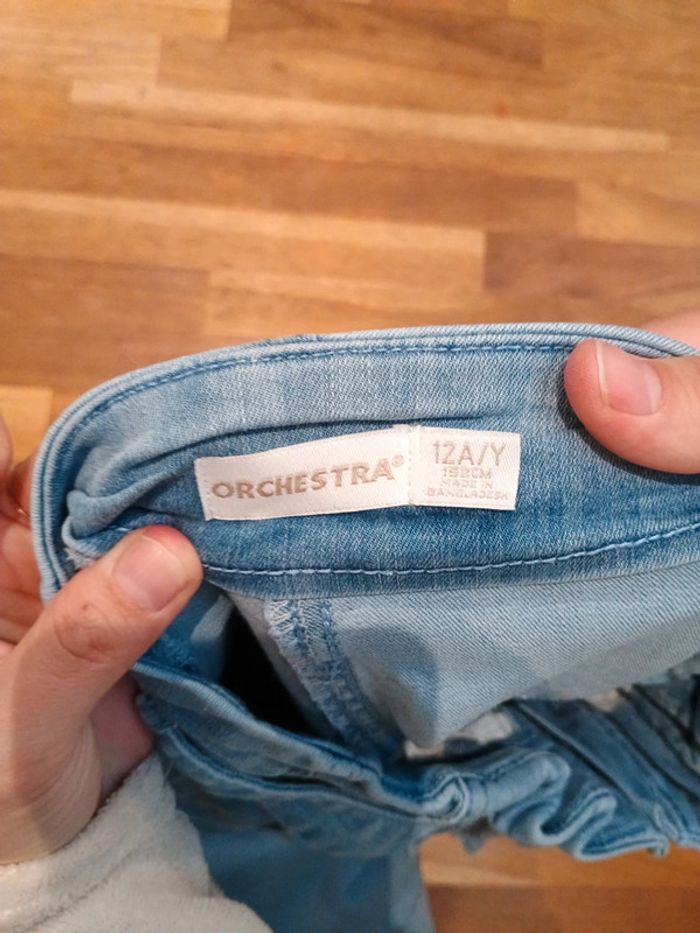 ORCHESTRA®
12A/Y
152CM
MADE IN
BANGLADESH